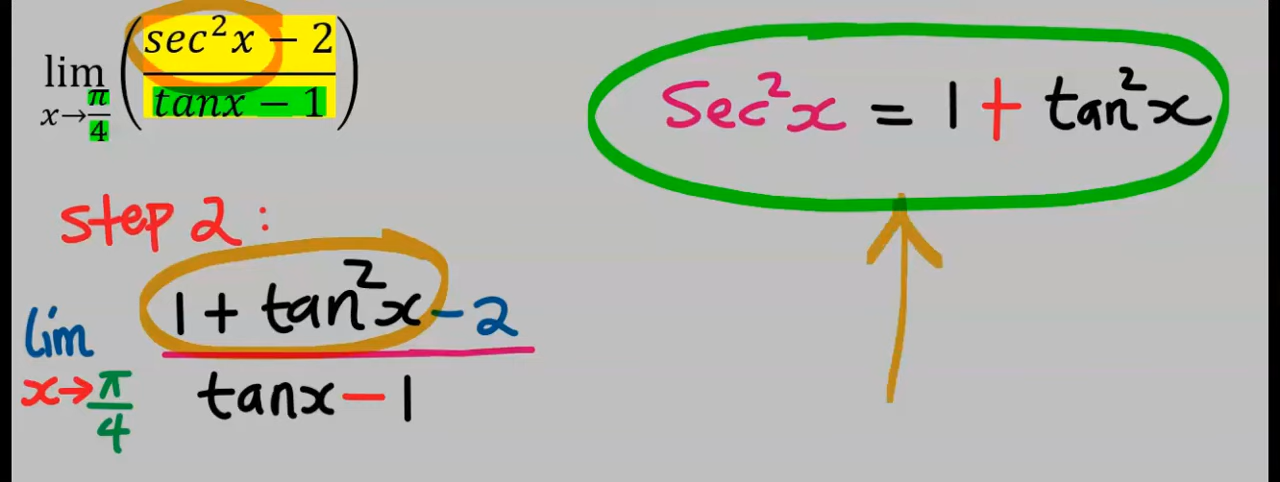 lim x→π/4 (sec²x − 2 / tanx − 1)
Sec²x = 1 + tan²x
step 2 :
lim x→π/4 1 + tan²x - 2 / tanx - 1